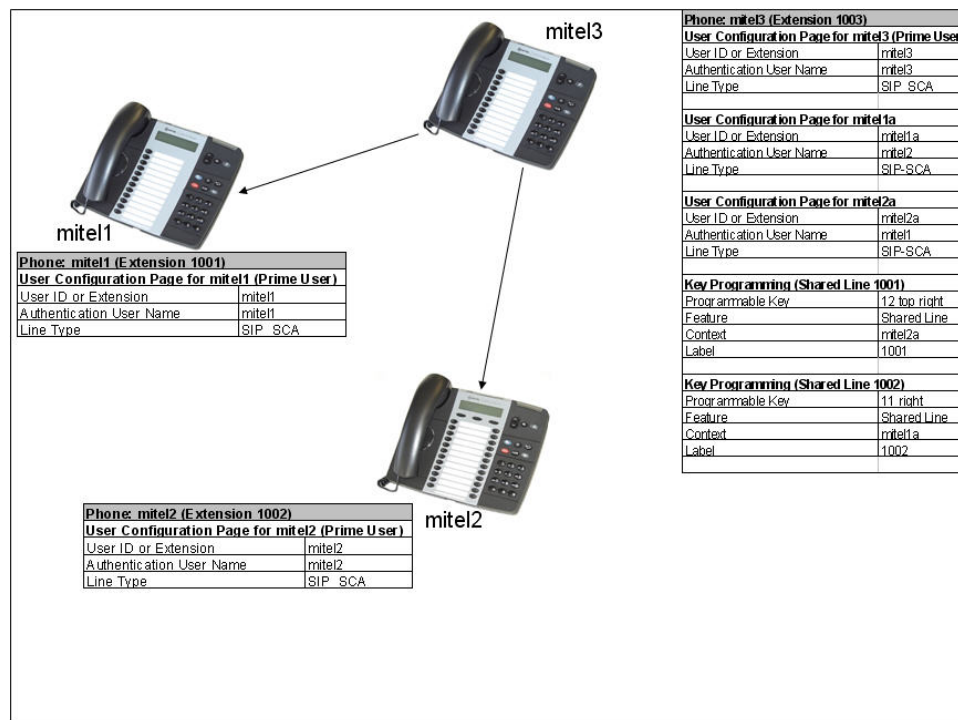 mitel3
mitel1
Phone: mitel1 (Extension 1001)
User Configuration Page for mitel1 (Prime User)
User ID or Extension mitel1
Authentication User Name mitel1
Line Type SIP_SCA
mitel2
Phone: mitel2 (Extension 1002)
User Configuration Page for mitel2 (Prime User)
User ID or Extension mitel2
Authentication User Name mitel2
Line Type SIP_SCA
Phone: mitel3 (Extension 1003)
User Configuration Page for mitel3 (Prime User
User ID or Extension mitel3
Authentication User Name mitel3
Line Type SIP_SCA
User Configuration Page for mitel1a
User ID or Extension mitel1a
Authentication User Name mitel2
Line Type SIP-SCA
User Configuration Page for mitel2a
User ID or Extension mitel2a
Authentication User Name mitel1
Line Type SIP-SCA
Key Programming (Shared Line 1001)
Programmable Key 12 top right
Feature Shared Line
Context mitel2a
Label 1001
Key Programming (Shared Line 1002)
Programmable Key 11 right
Feature Shared Line
Context mitel1a
Label 1002